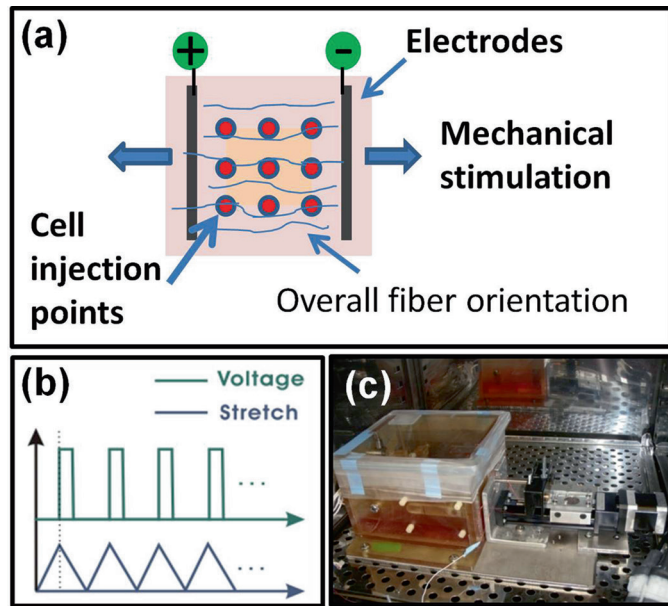 (a)
+
-
Electrodes
Mechanical
stimulation
Cell
injection
points
Overall fiber orientation
(b)
Voltage
Stretch
...
...
(c)